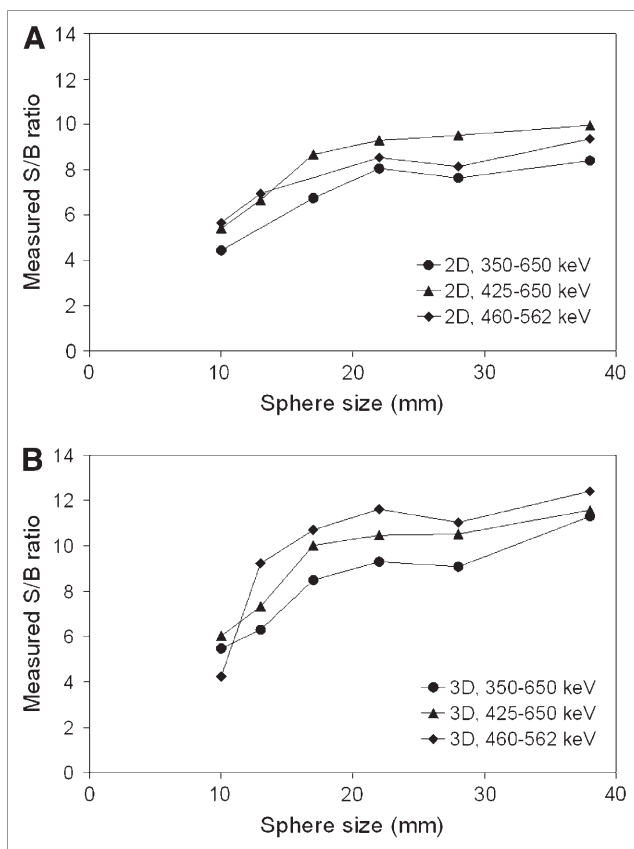 A
14
12
10
8
6
4
2
0
Measured S/B ratio
2D, 350-650 keV
2D, 425-650 keV
2D, 460-562 keV
0 10 20 30 40
Sphere size (mm)
B
14
12
10
8
6
4
2
0
Measured S/B ratio
3D, 350-650 keV
3D, 425-650 keV
3D, 460-562 keV
0 10 20 30 40
Sphere size (mm)